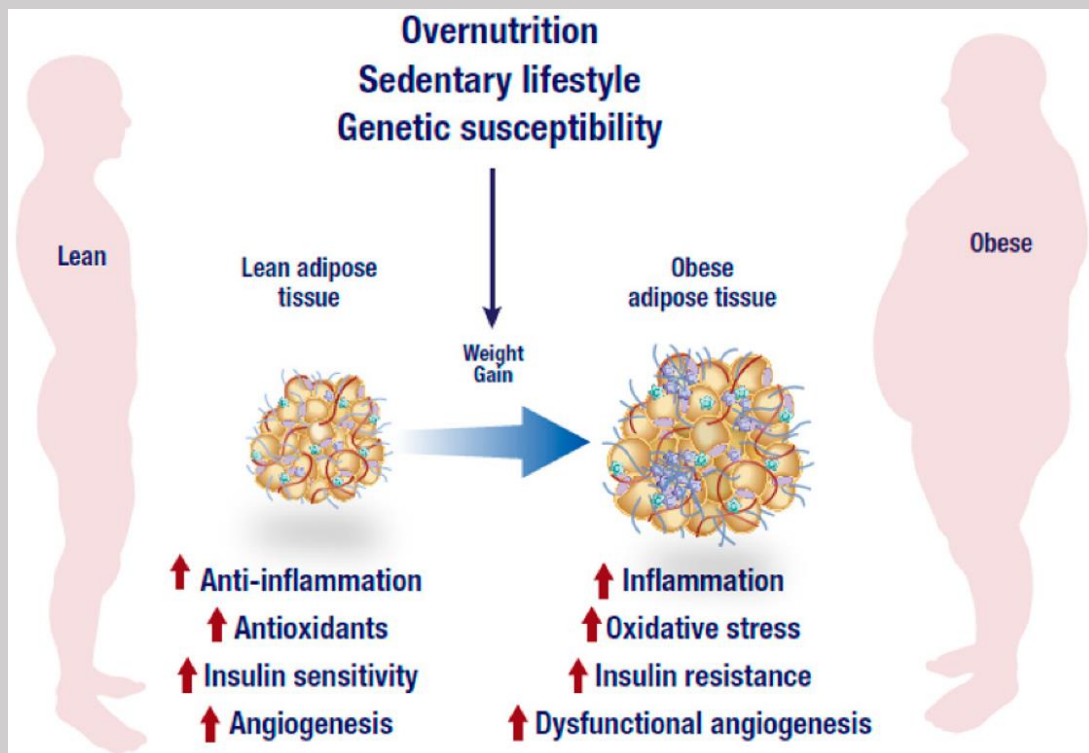 Overnutrition
Sedentary lifestyle
Genetic susceptibility
Lean
Obese
Lean adipose
tissue
Obese
adipose tissue
Weight
Gain
Anti-inflammation
Antioxidants
Insulin sensitivity
Angiogenesis
Inflammation
Oxidative stress
Insulin resistance
Dysfunctional angiogenesis